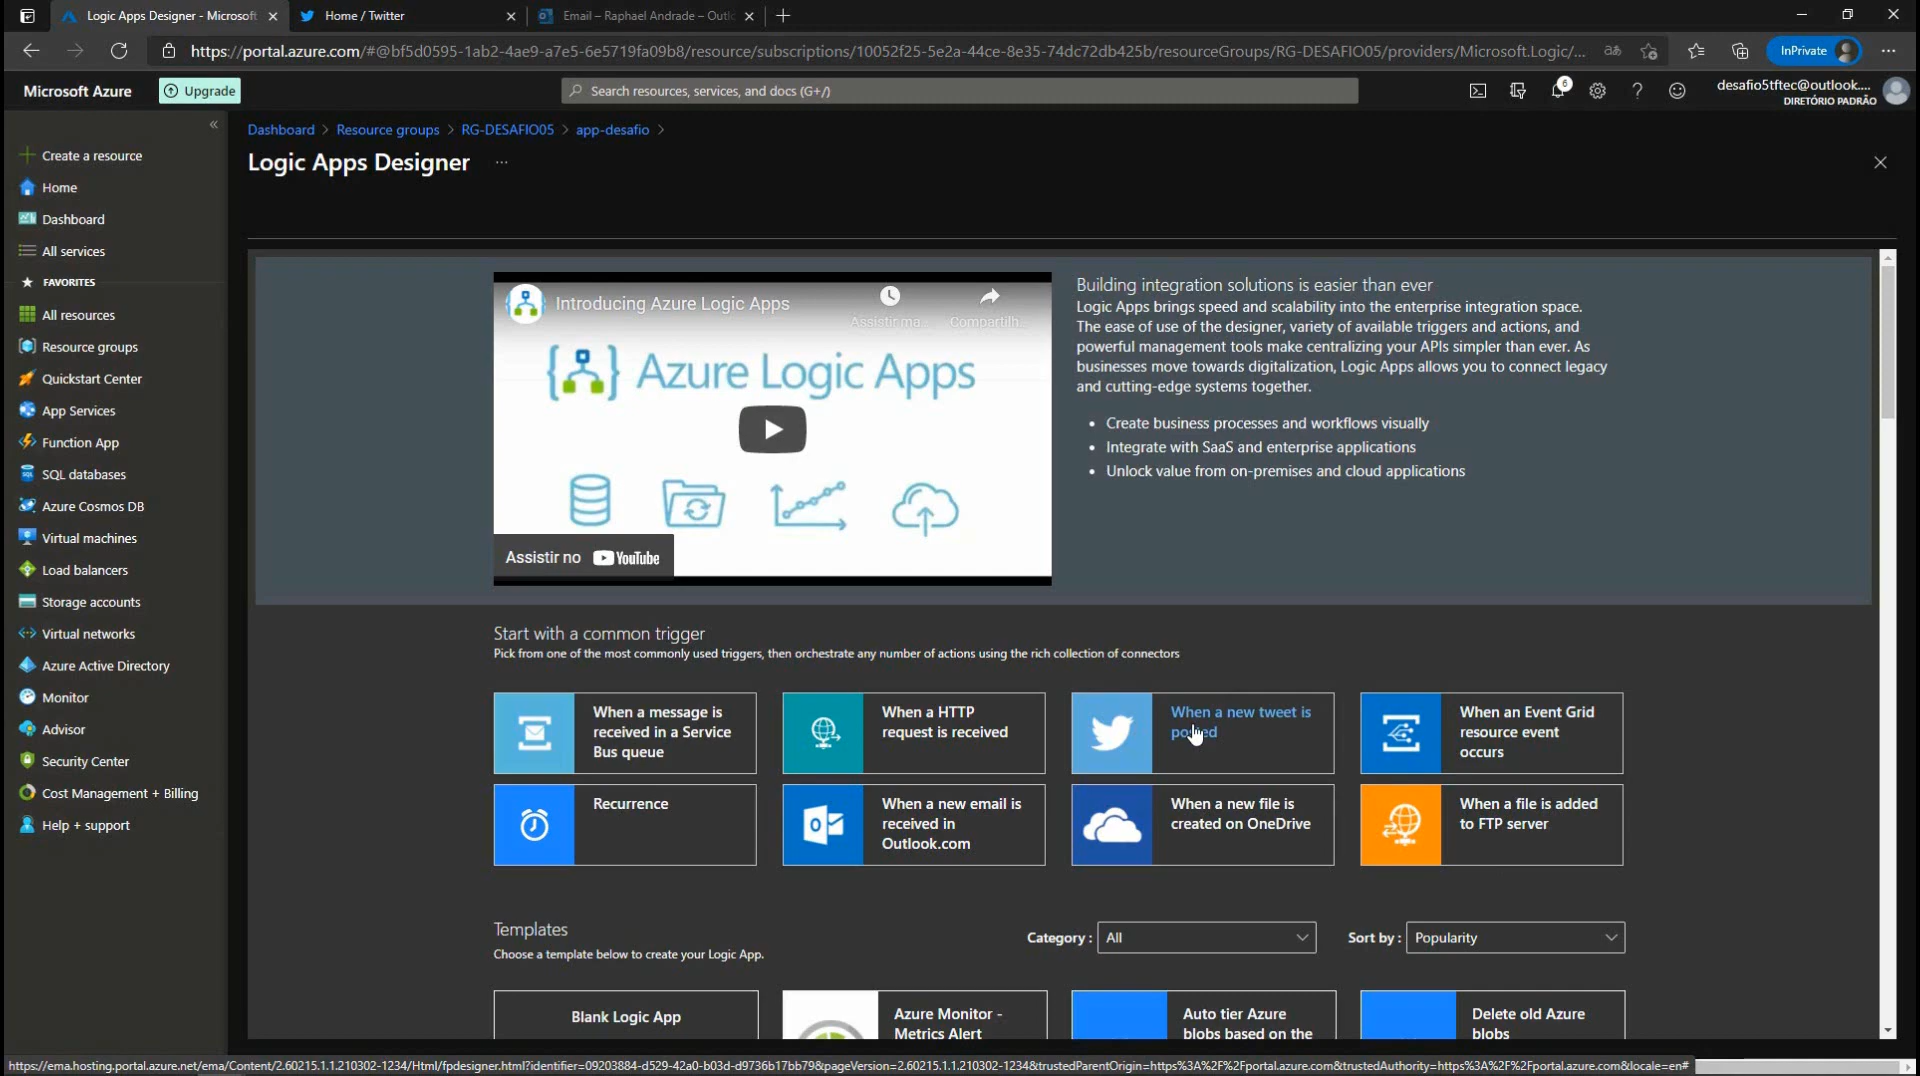 Logic Apps Designer - Microsoft
Home / Twitter
Email – Raphael Andrade – Outl
https://portal.azure.com/#@bf5d0595-1ab2-4ae9-a7e5-6e5719fa09b8/resource/subscriptions/10052f25-5e2a-44ce-8e35-74dc72db425b/resourceGroups/RG-DESAFIO05/providers/Microsoft.Logic/...
InPrivate
Microsoft Azure
Upgrade
Search resources, services, and docs (G+/)
6
desafio5tftec@outlook....
DIRETÓRIO PADRÃO
Create a resource
Home
Dashboard
All services
FAVORITES
All resources
Resource groups
Quickstart Center
App Services
Function App
SQL databases
Azure Cosmos DB
Virtual machines
Load balancers
Storage accounts
Virtual networks
Azure Active Directory
Monitor
Advisor
Security Center
Cost Management + Billing
Help + support
Dashboard > Resource groups > RG-DESAFIO05 > app-desafio >
Logic Apps Designer ...
Introducing Azure Logic Apps
Assistir ma...
Compartilh...
Azure Logic Apps
Assistir no YouTube
Building integration solutions is easier than ever
Logic Apps brings speed and scalability into the enterprise integration space.
The ease of use of the designer, variety of available triggers and actions, and
powerful management tools make centralizing your APIs simpler than ever. As
businesses move towards digitalization, Logic Apps allows you to connect legacy
and cutting-edge systems together.
• Create business processes and workflows visually
• Integrate with SaaS and enterprise applications
• Unlock value from on-premises and cloud applications
Start with a common trigger
Pick from one of the most commonly used triggers, then orchestrate any number of actions using the rich collection of connectors
When a message is
received in a Service
Bus queue
When a HTTP
request is received
When a new tweet is
posted
When an Event Grid
resource event
occurs
Recurrence
When a new email is
received in
Outlook.com
When a new file is
created on OneDrive
When a file is added
to FTP server
Templates
Choose a template below to create your Logic App.
Category : All
Sort by : Popularity
Blank Logic App
Azure Monitor -
Metrics Alert
Auto tier Azure
blobs based on the
Delete old Azure
blobs
https://ema.hosting.portal.azure.net/ema/Content/2.60215.1.1.210302-1234/Html/fpdesigner.html?identifier=09203884-d529-42a0-b03d-d9736b17bb79&pageVersion=2.60215.1.1.210302-1234&trustedParentOrigin=https%3A%2F%2Fportal.azure.com&trustedAuthority=https%3A%2F%2Fportal.azure.com&locale=en#